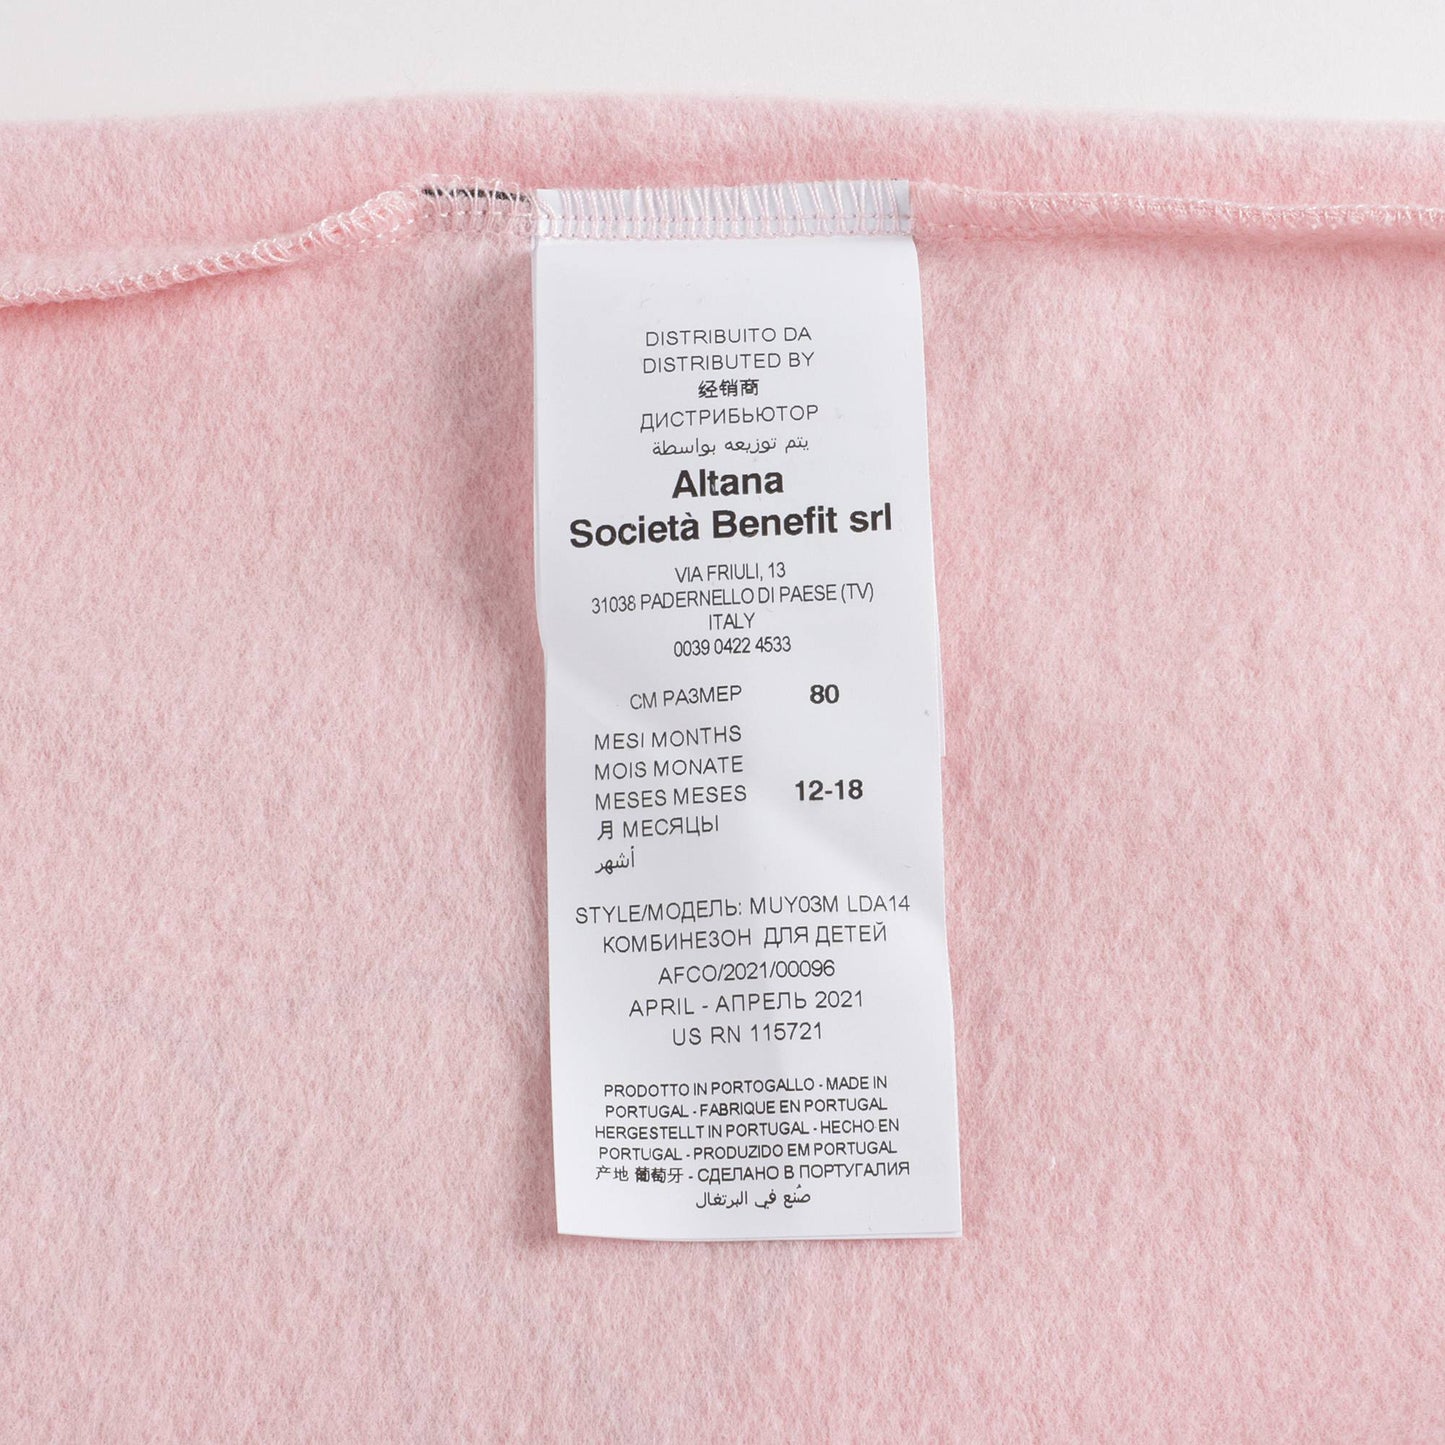 DISTRIBUITO DA
DISTRIBUTED BY
经销商
ДИСТРИБЬЮТОР
يتم توزيعه بواسطة
Altana
Società Benefit srl
VIA FRIULI, 13
31038 PADERNELLO DI PAESE (TV)
ITALY
0039 0422 4533
СМ РАЗМЕР 80
MESI MONTHS
MOIS MONATE
MESES MESES 12-18
月 МЕСЯЦЫ
أشهر
STYLE/МОДЕЛЬ: MUY03M LDA14
КОМБИНЕЗОН ДЛЯ ДЕТЕЙ
AFCO/2021/00096
APRIL - АПРЕЛЬ 2021
US RN 115721
PRODOTTO IN PORTOGALLO - MADE IN
PORTUGAL - FABRIQUE EN PORTUGAL
HERGESTELLT IN PORTUGAL - HECHO EN
PORTUGAL - PRODUZIDO EM PORTUGAL
产地 葡萄牙 - СДЕЛАНО В ПОРТУГАЛИЯ
صُنع في البرتغال